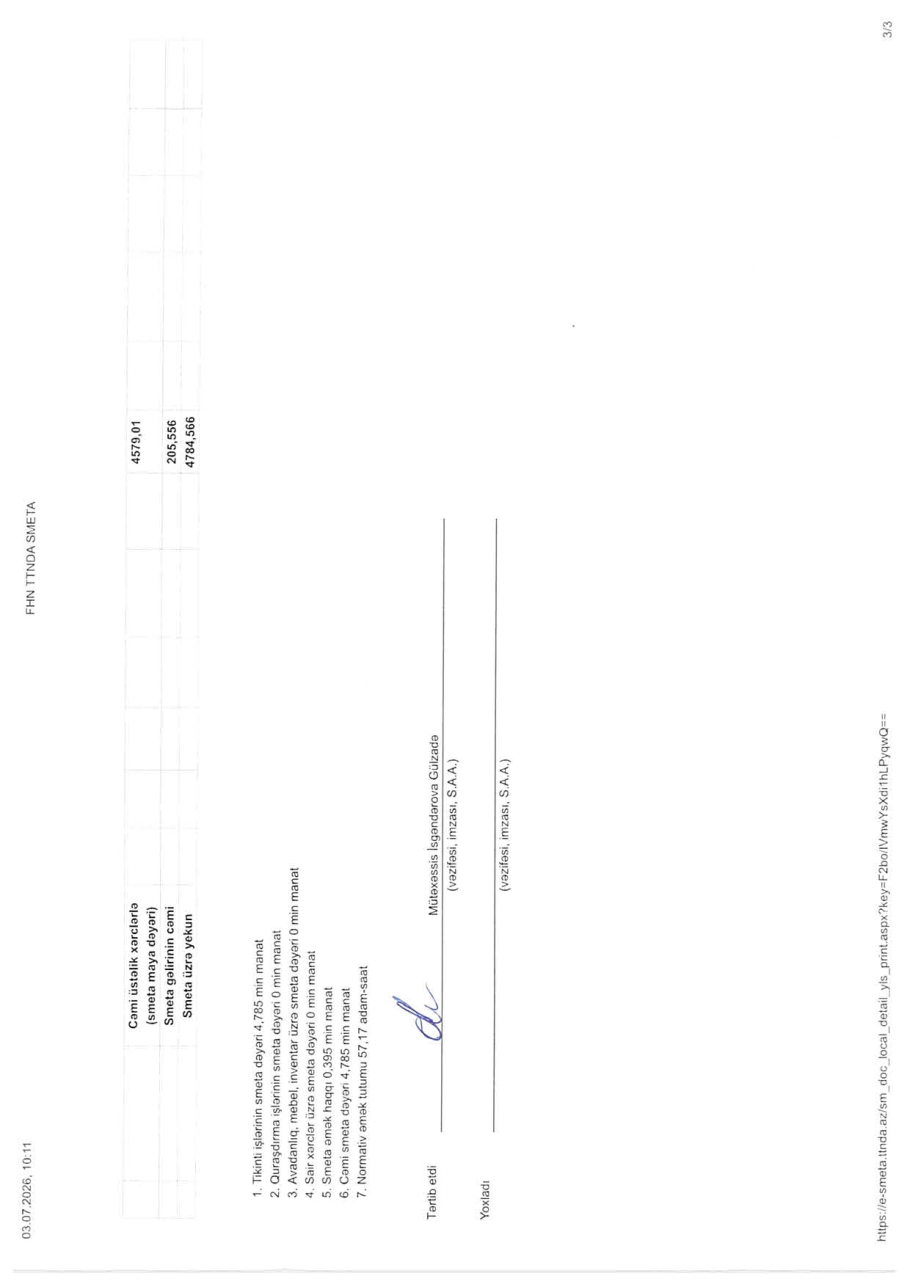 03.07.2026, 10:11
FHN TTNDA SMETA
Cəmi üstəlik xərclərlə
(smeta maya dəyəri)
4579,01
Smeta gəlirinin cəmi
205,556
Smeta üzrə yekun
4784,566
1. Tikinti işlərinin smeta dəyəri 4,785 min manat
2. Quraşdırma işlərinin smeta dəyəri 0 min manat
3. Avadanlıq, mebel, inventar üzrə smeta dəyəri 0 min manat
4. Sair xərclər üzrə smeta dəyəri 0 min manat
5. Smeta əmək haqqı 0,395 min manat
6. Cəmi smeta dəyəri 4,785 min manat
7. Normativ əmək tutumu 57,17 adam-saat
Tərtib etdi
Mütəxəssis İsgəndərova Gülzadə
(vəzifəsi, imzası, S.A.A.)
Yoxladı
(vəzifəsi, imzası, S.A.A.)
https://e-smeta.ttnda.az/sm_doc_local_detail_yls_print.aspx?key=F2bo/IVmwYsXdi1hLPyqwQ==
3/3